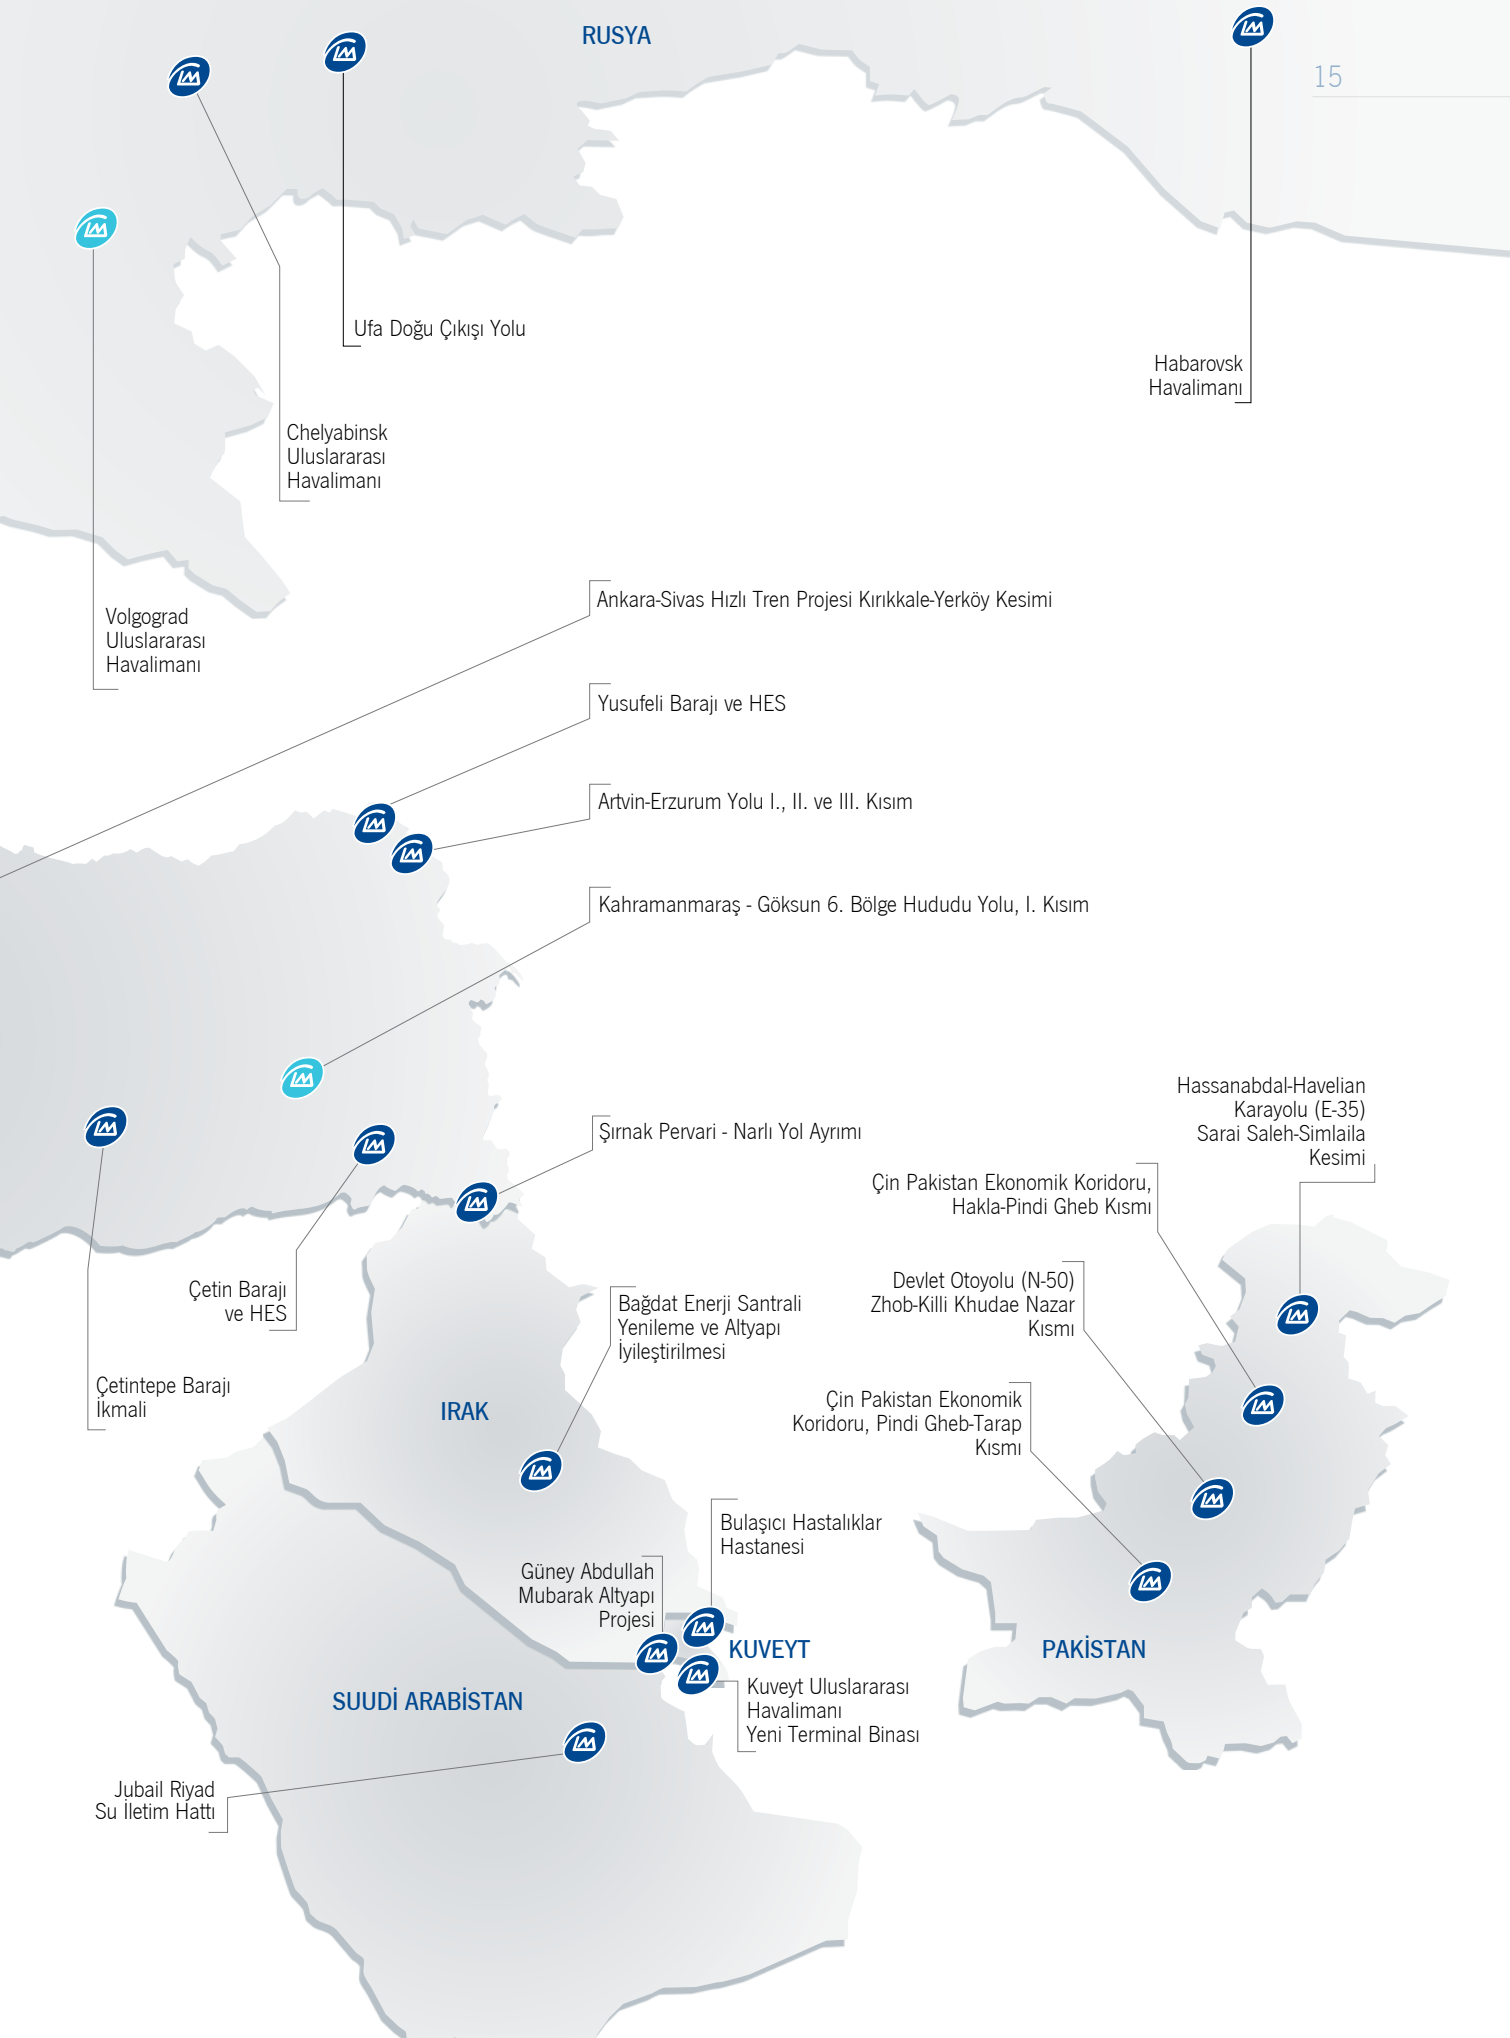 RUSYA
15
Ufa Doğu Çıkışı Yolu
Habarovsk
Havalimanı
Chelyabinsk
Uluslararası
Havalimanı
Volgograd
Uluslararası
Havalimanı
Ankara-Sivas Hızlı Tren Projesi Kırıkkale-Yerköy Kesimi
Yusufeli Barajı ve HES
Artvin-Erzurum Yolu I., II. ve III. Kısım
Kahramanmaraş - Göksun 6. Bölge Hududu Yolu, I. Kısım
Şırnak Pervari - Narlı Yol Ayrımı
Hassanabdal-Havelian
Karayolu (E-35)
Sarai Saleh-Simlaila
Kesimi
Çin Pakistan Ekonomik Koridoru,
Hakla-Pindi Gheb Kısmı
Devlet Otoyolu (N-50)
Zhob-Killi Khudae Nazar
Kısmı
Çin Pakistan Ekonomik
Koridoru, Pindi Gheb-Tarap
Kısmı
Çetin Barajı
ve HES
Çetintepe Barajı
İkmali
Bağdat Enerji Santrali
Yenileme ve Altyapı
İyileştirilmesi
IRAK
Bulaşıcı Hastalıklar
Hastanesi
Güney Abdullah
Mubarak Altyapı
Projesi
KUVEYT
PAKİSTAN
Kuveyt Uluslararası
Havalimanı
Yeni Terminal Binası
SUUDİ ARABİSTAN
Jubail Riyad
Su İletim Hattı